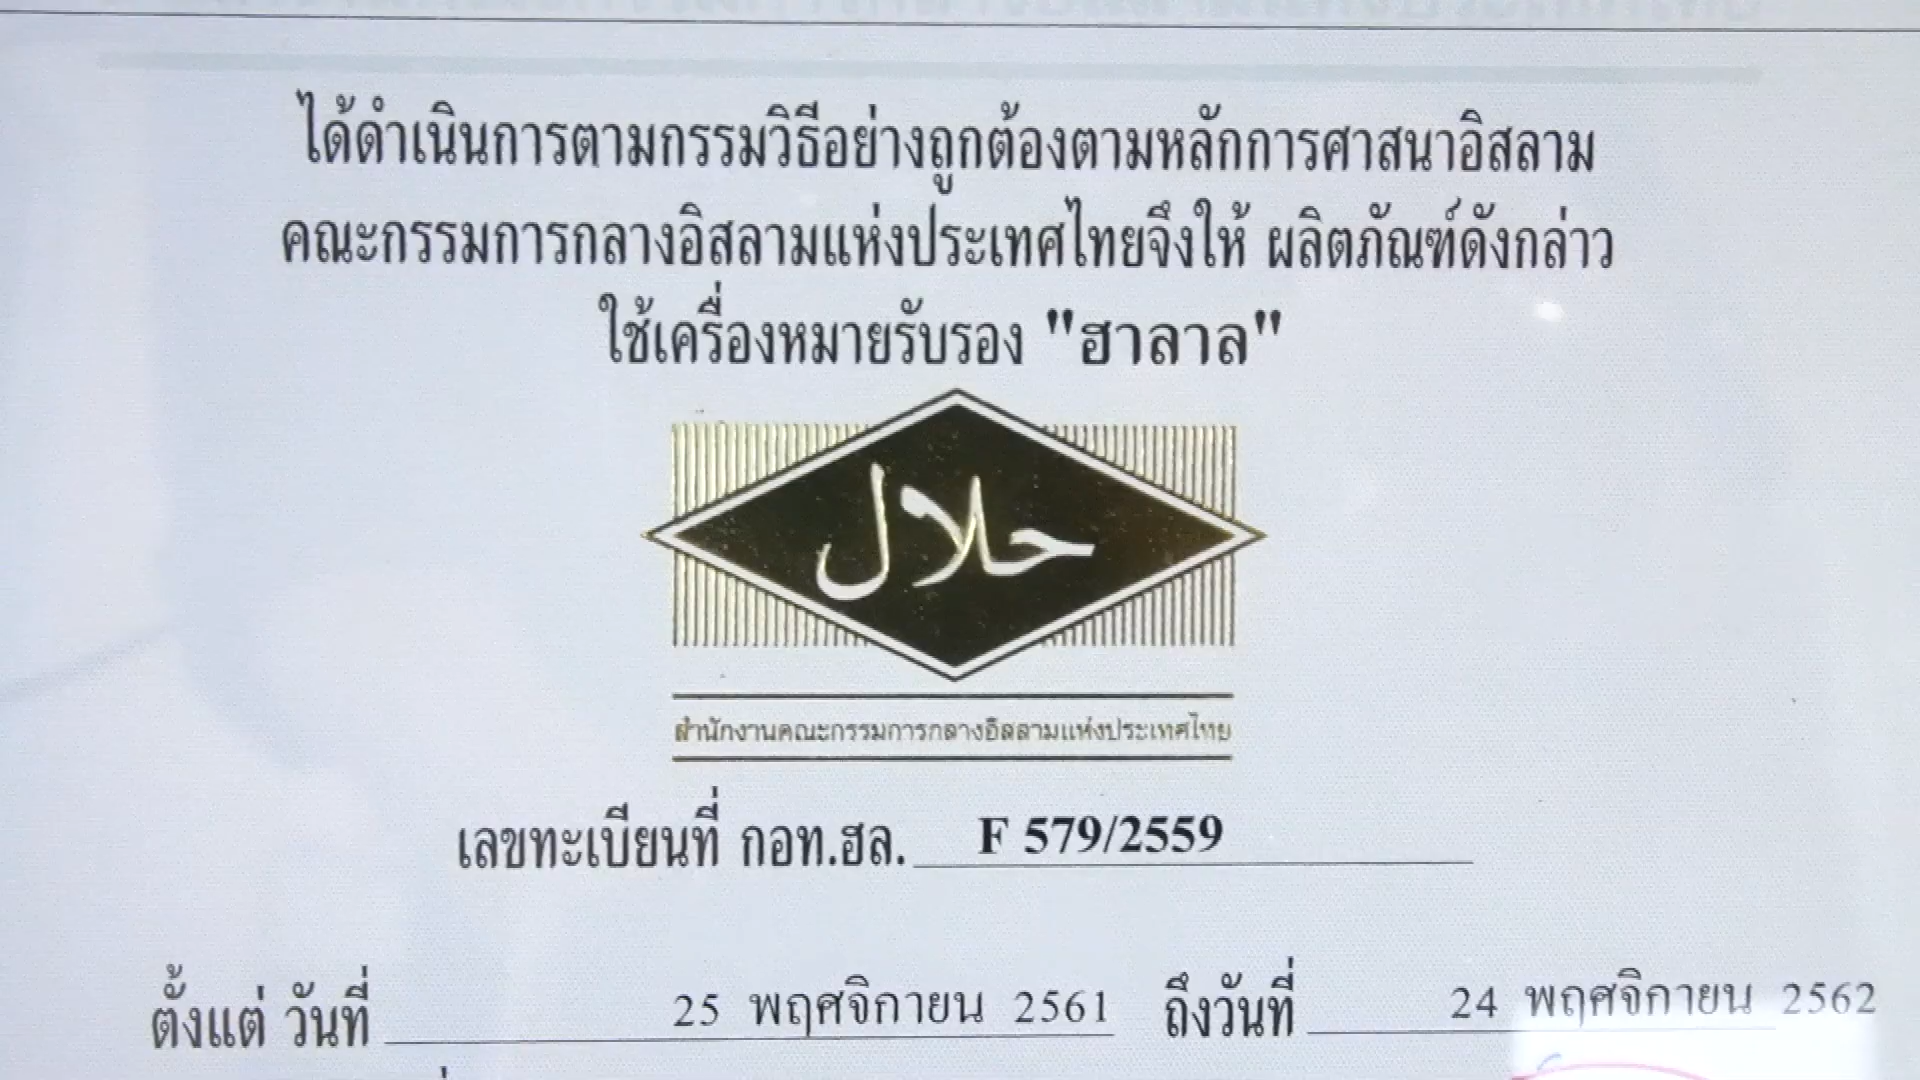 ได้ดำเนินการตามกรรมวิธีอย่างถูกต้องตามหลักการศาสนาอิสลาม
คณะกรรมการกลางอิสลามแห่งประเทศไทยจึงให้ ผลิตภัณฑ์ดังกล่าว
ใช้เครื่องหมายรับรอง "ฮาลาล"
حلال
สำนักงานคณะกรรมการกลางอิสลามแห่งประเทศไทย
เลขทะเบียนที่ กอท.ฮล. F 579/2559
ตั้งแต่ วันที่ 25 พฤศจิกายน 2561 ถึงวันที่ 24 พฤศจิกายน 2562